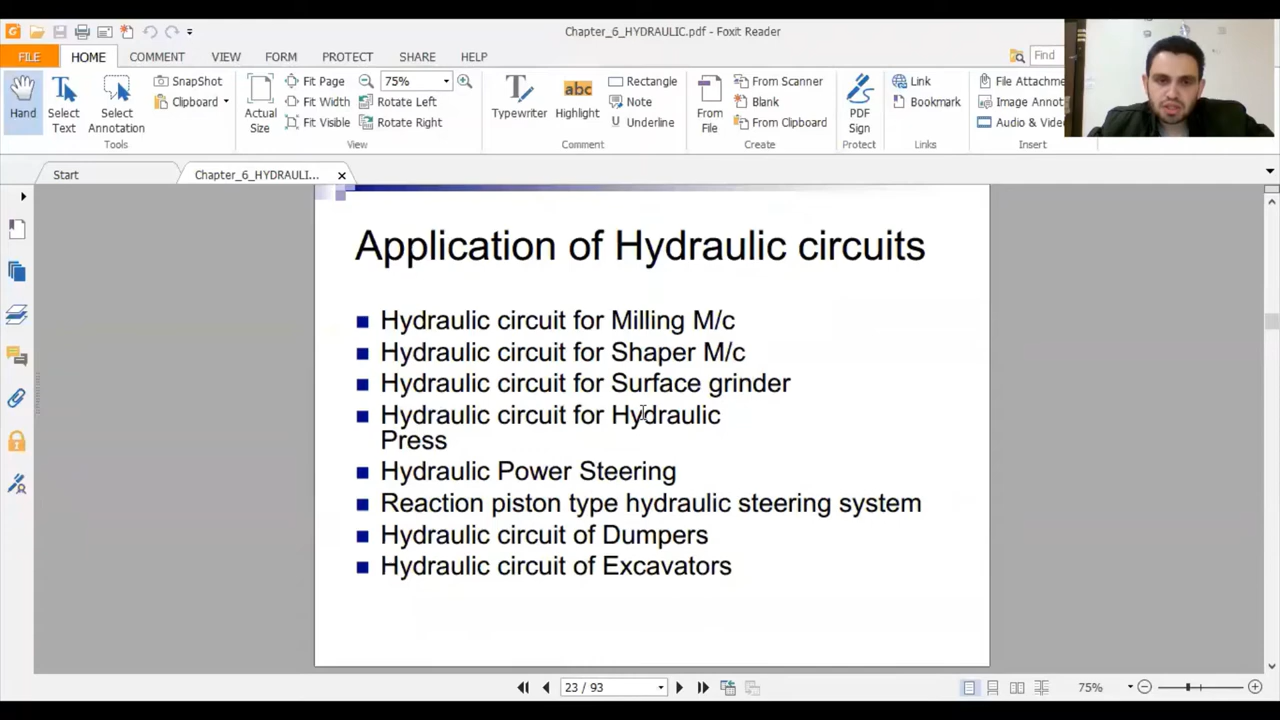 Chapter_6_HYDRAULIC.pdf - Foxit Reader
FILE HOME COMMENT VIEW FORM PROTECT SHARE HELP Find
Hand
Select Text
Select Annotation
Tools
SnapShot
Clipboard
Actual Size
Fit Page
Fit Width
Fit Visible
75%
Rotate Left
Rotate Right
View
Typewriter
Highlight
Rectangle
Note
Underline
Comment
From File
From Scanner
Blank
From Clipboard
Create
PDF Sign
Protect
Link
Bookmark
Links
File Attachme
Image Annot
Audio & Vide
Insert
Start Chapter_6_HYDRAULI...
Application of Hydraulic circuits
Hydraulic circuit for Milling M/c
Hydraulic circuit for Shaper M/c
Hydraulic circuit for Surface grinder
Hydraulic circuit for Hydraulic
Press
Hydraulic Power Steering
Reaction piston type hydraulic steering system
Hydraulic circuit of Dumpers
Hydraulic circuit of Excavators
23 / 93 75%